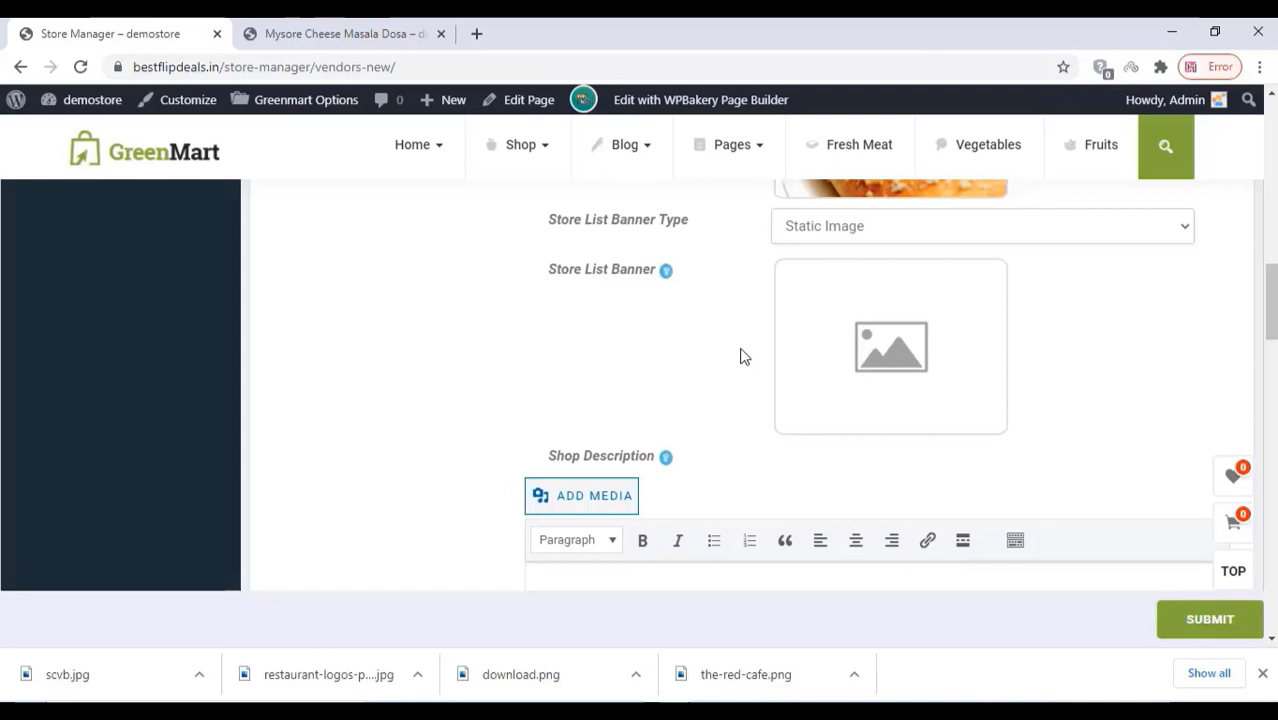 Store Manager – demostore
Mysore Cheese Masala Dosa – d
bestflipdeals.in/store-manager/vendors-new/
0
Error
demostore
Customize
Greenmart Options
0
New
Edit Page
Edit with WPBakery Page Builder
Howdy, Admin
GreenMart
Home
Shop
Blog
Pages
Fresh Meat
Vegetables
Fruits
Store List Banner Type
Static Image
Store List Banner
Shop Description
ADD MEDIA
Paragraph
B
I
0
0
TOP
SUBMIT
scvb.jpg
restaurant-logos-p....jpg
download.png
the-red-cafe.png
Show all